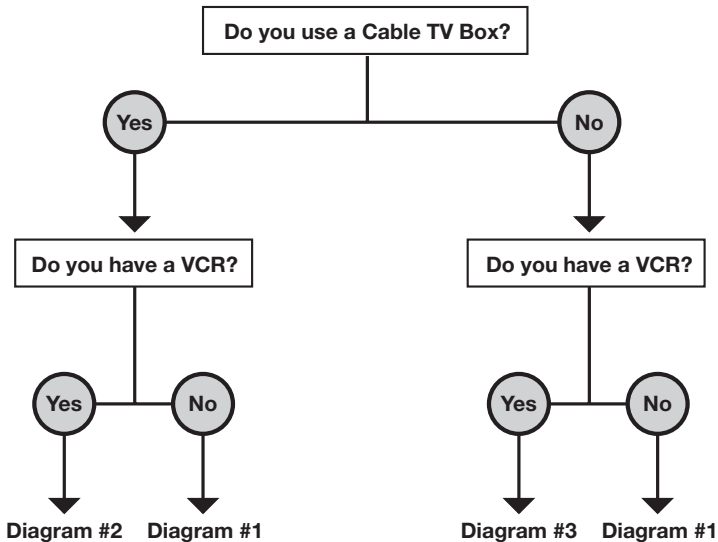 Do you use a Cable TV Box?
Yes
No
Do you have a VCR?
Do you have a VCR?
Yes
No
Yes
No
Diagram #2
Diagram #1
Diagram #3
Diagram #1